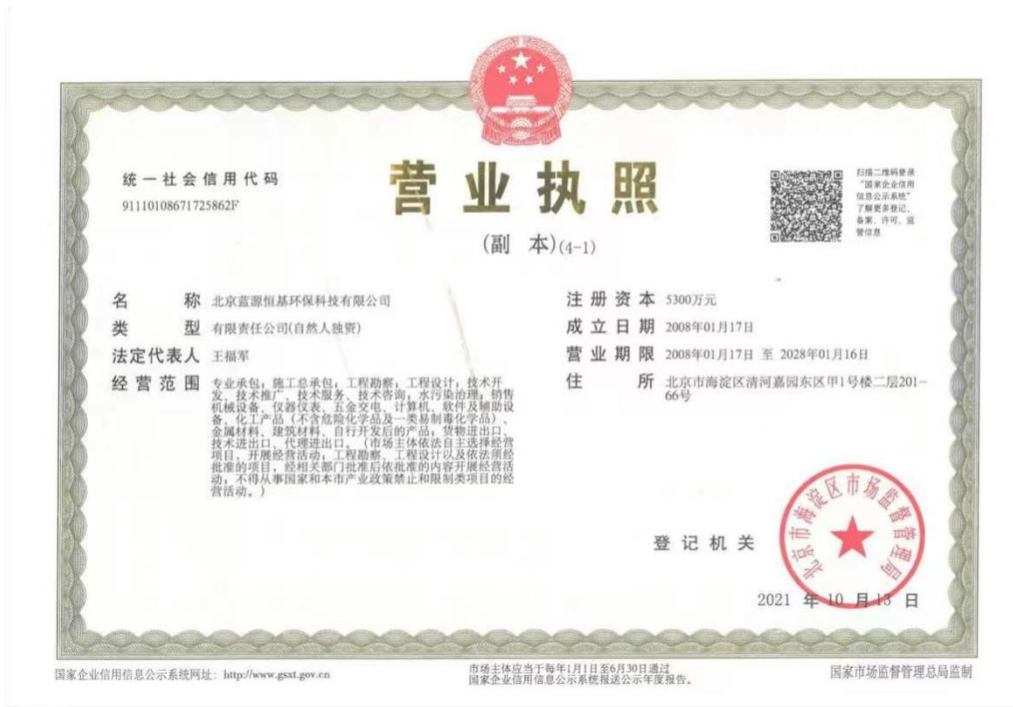 统一社会信用代码
91110108671725862F
营业执照
(副 本)(4-1)
扫描二维码登录
“国家企业信用
信息公示系统”
了解更多登记、
备案、许可、监
管信息
名 称 北京蓝源恒基环保科技有限公司
类 型 有限责任公司(自然人独资)
法定代表人 王福军
经营范围 专业承包；施工总承包；工程勘察；工程设计；技术开
发、技术推广、技术服务、技术咨询；水污染治理；销售
机械设备、仪器仪表、五金交电、计算机、软件及辅助设
备、化工产品（不含危险化学品及一类易制毒化学品）、
金属材料、建筑材料、自行开发后的产品；货物进出口、
技术进出口、代理进出口。（市场主体依法自主选择经营
项目，开展经营活动；工程勘察、工程设计以及依法须经
批准的项目，经相关部门批准后依批准的内容开展经营活
动；不得从事国家和本市产业政策禁止和限制类项目的经
营活动。）
注册资本 5300万元
成立日期 2008年01月17日
营业期限 2008年01月17日 至 2028年01月16日
住 所 北京市海淀区清河嘉园东区甲1号楼二层201-
66号
登记机关
北京市海淀区市场监督管理局
2021 年 10 月 13 日
国家企业信用信息公示系统网址：http://www.gsxt.gov.cn
市场主体应当于每年1月1日至6月30日通过
国家企业信用信息公示系统报送公示年度报告。
国家市场监督管理总局监制